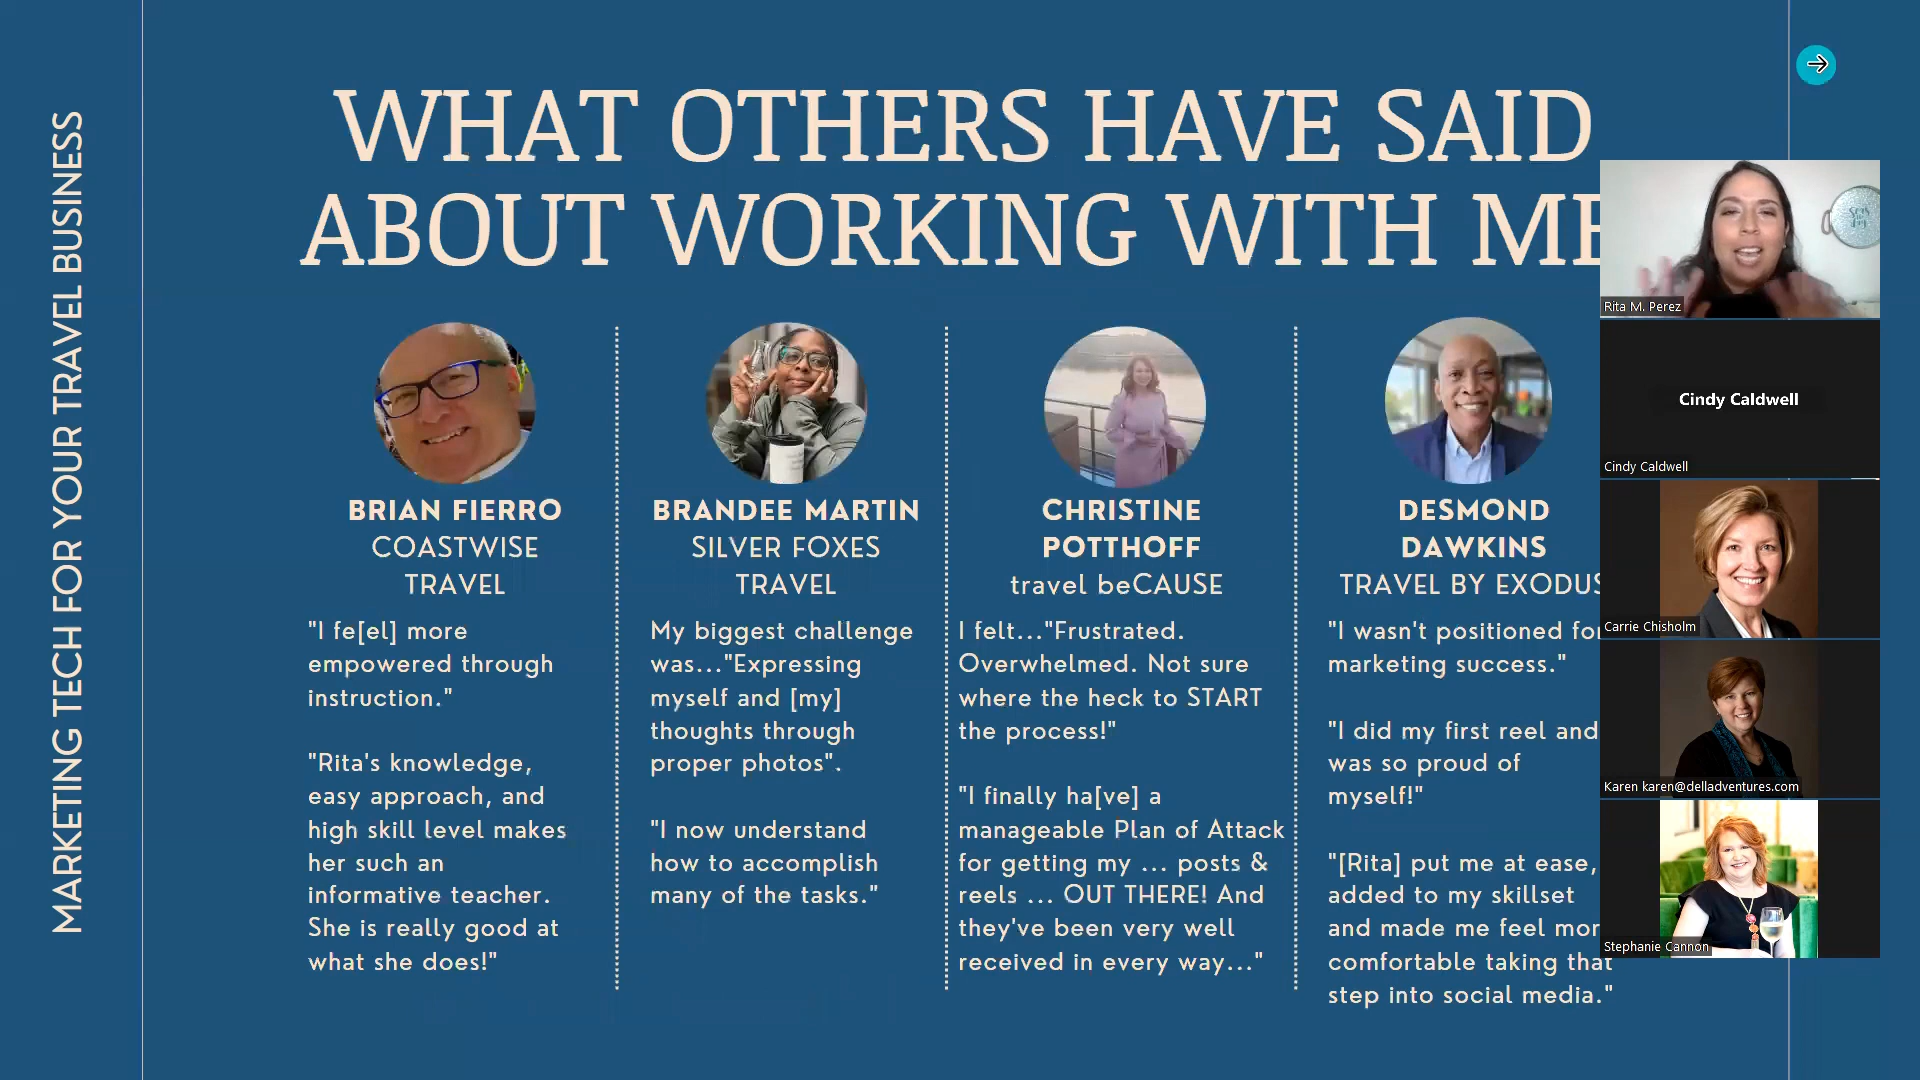 MARKETING TECH FOR YOUR TRAVEL BUSINESS
WHAT OTHERS HAVE SAID
ABOUT WORKING WITH ME
BRIAN FIERRO
COASTWISE
TRAVEL
"I fe[el] more
empowered through
instruction."
"Rita's knowledge,
easy approach, and
high skill level makes
her such an
informative teacher.
She is really good at
what she does!"
BRANDEE MARTIN
SILVER FOXES
TRAVEL
My biggest challenge
was..."Expressing
myself and [my]
thoughts through
proper photos".
"I now understand
how to accomplish
many of the tasks."
CHRISTINE
POTTHOFF
travel beCAUSE
I felt..."Frustrated.
Overwhelmed. Not sure
where the heck to START
the process!"
"I finally ha[ve] a
manageable Plan of Attack
for getting my ... posts &
reels ... OUT THERE! And
they've been very well
received in every way..."
DESMOND
DAWKINS
TRAVEL BY EXODUS
"I wasn't positioned for
marketing success."
"I did my first reel and
was so proud of
myself!"
"[Rita] put me at ease,
added to my skillset
and made me feel mor
comfortable taking that
step into social media."
Rita M. Perez
Cindy Caldwell
Cindy Caldwell
Carrie Chisholm
Karen karen@delladventures.com
Stephanie Cannon